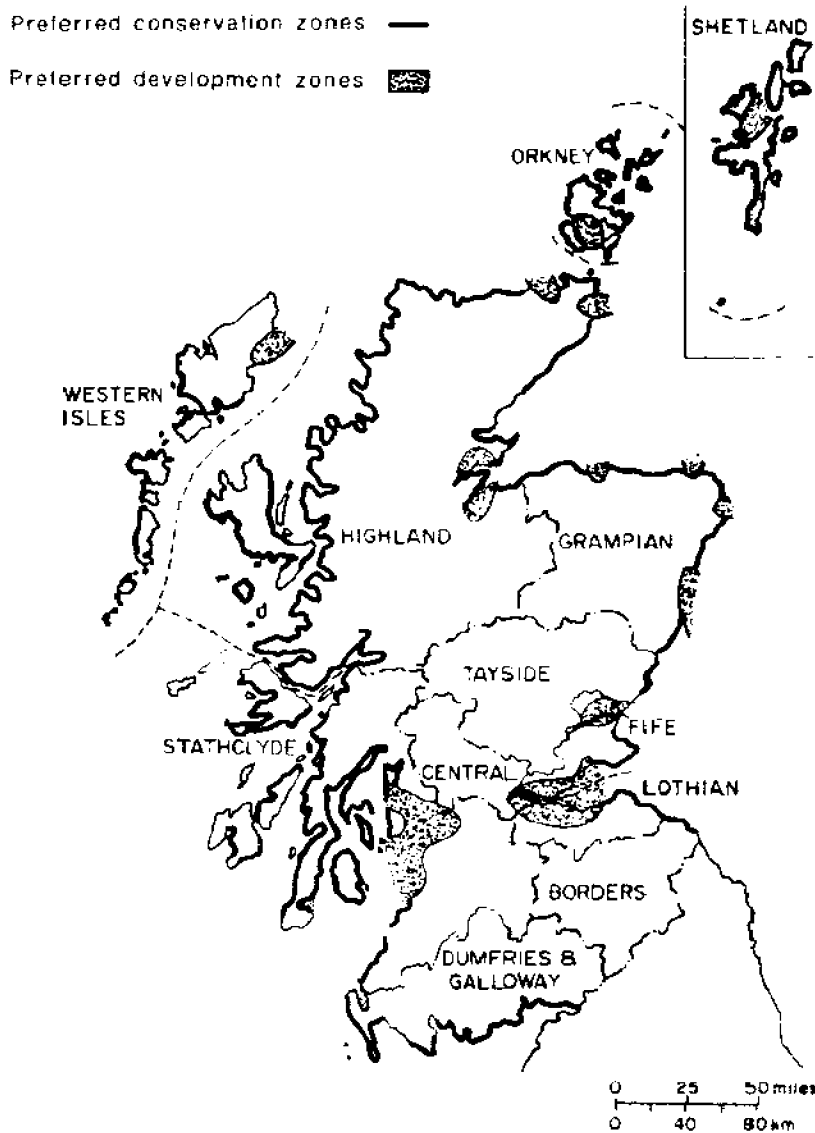 Preferred conservation zones
Preferred development zones
SHETLAND
ORKNEY
WESTERN
ISLES
HIGHLAND
GRAMPIAN
TAYSIDE
FIFE
STATHCLYDE
CENTRAL
LOTHIAN
BORDERS
DUMFRIES &
GALLOWAY
0 25 50 miles
0 40 80 km